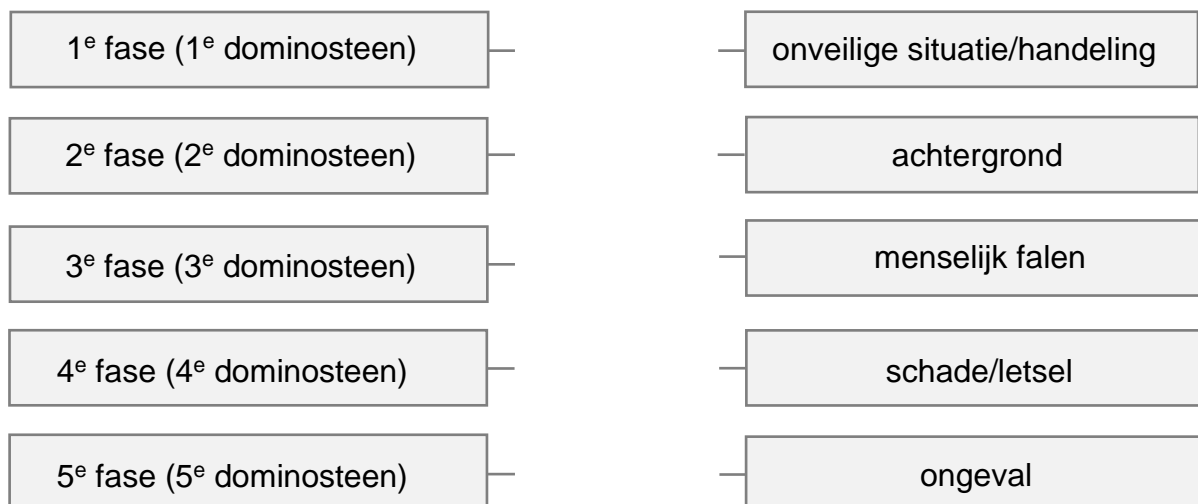 1e fase (1e dominosteen)
onveilige situatie/handeling
2e fase (2e dominosteen)
achtergrond
3e fase (3e dominosteen)
menselijk falen
4e fase (4e dominosteen)
schade/letsel
5e fase (5e dominosteen)
ongeval